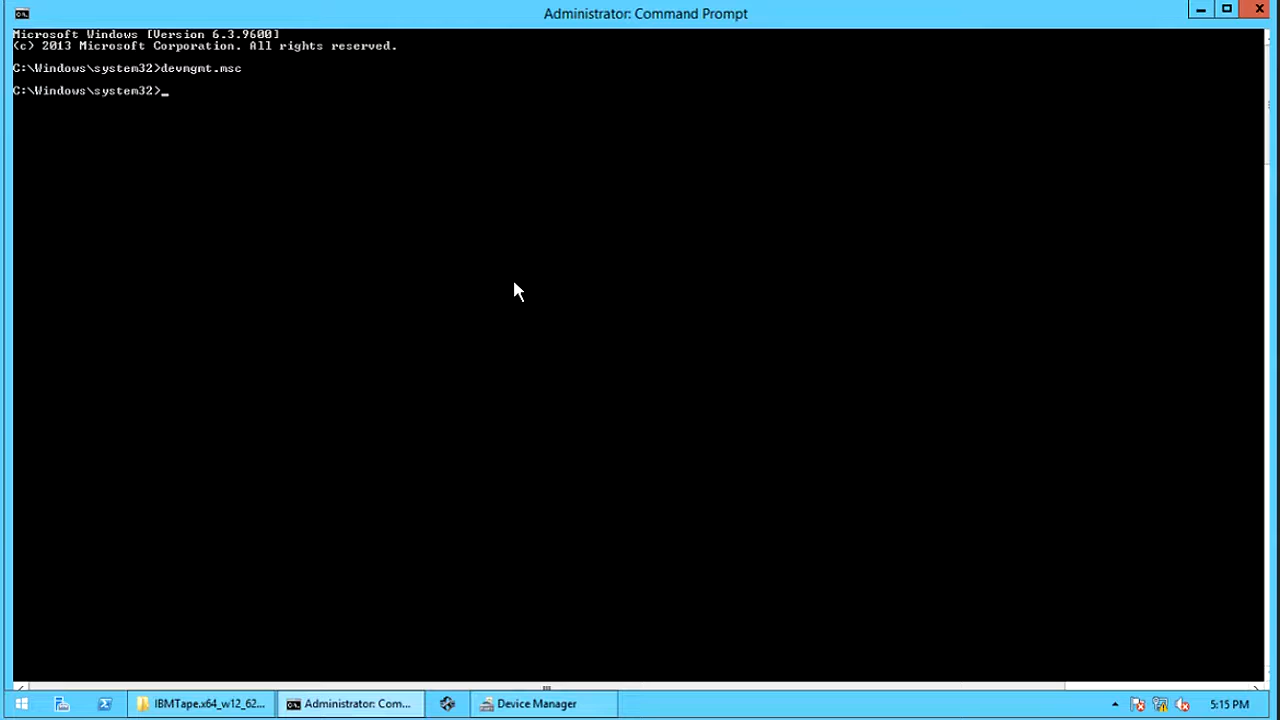 Administrator: Command Prompt
Microsoft Windows [Version 6.3.9600]
(c) 2013 Microsoft Corporation. All rights reserved.
C:\Windows\system32>devmgmt.msc
C:\Windows\system32>_
IBMTape.x64_w12_62...
Administrator: Com...
Device Manager
5:15 PM